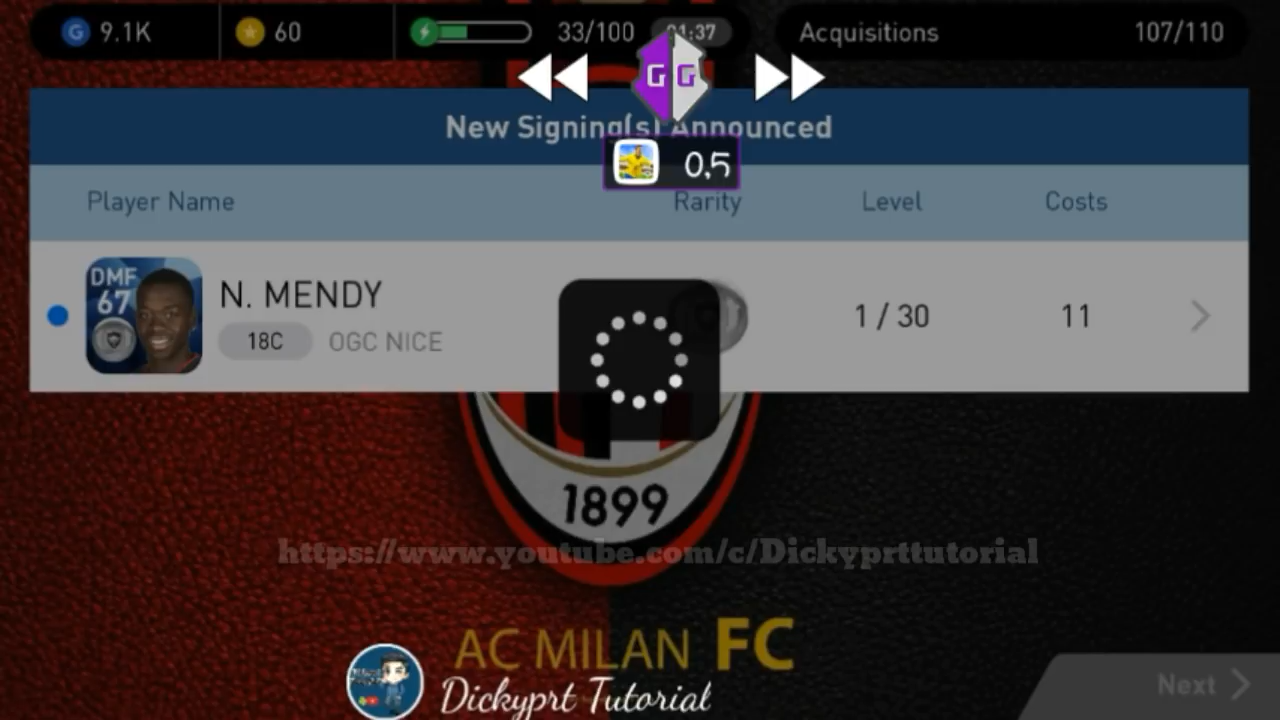 9.1K 60 33/100 01:37 Acquisitions 107/110
GG
New Signing(s) Announced
0,5
Player Name Rarity Level Costs
DMF
67
N. MENDY
18C OGC NICE
1 / 30 11
1899
https://www.youtube.com/c/Dickyprttutorial
AC MILAN FC
Dickyprt Tutorial
Next